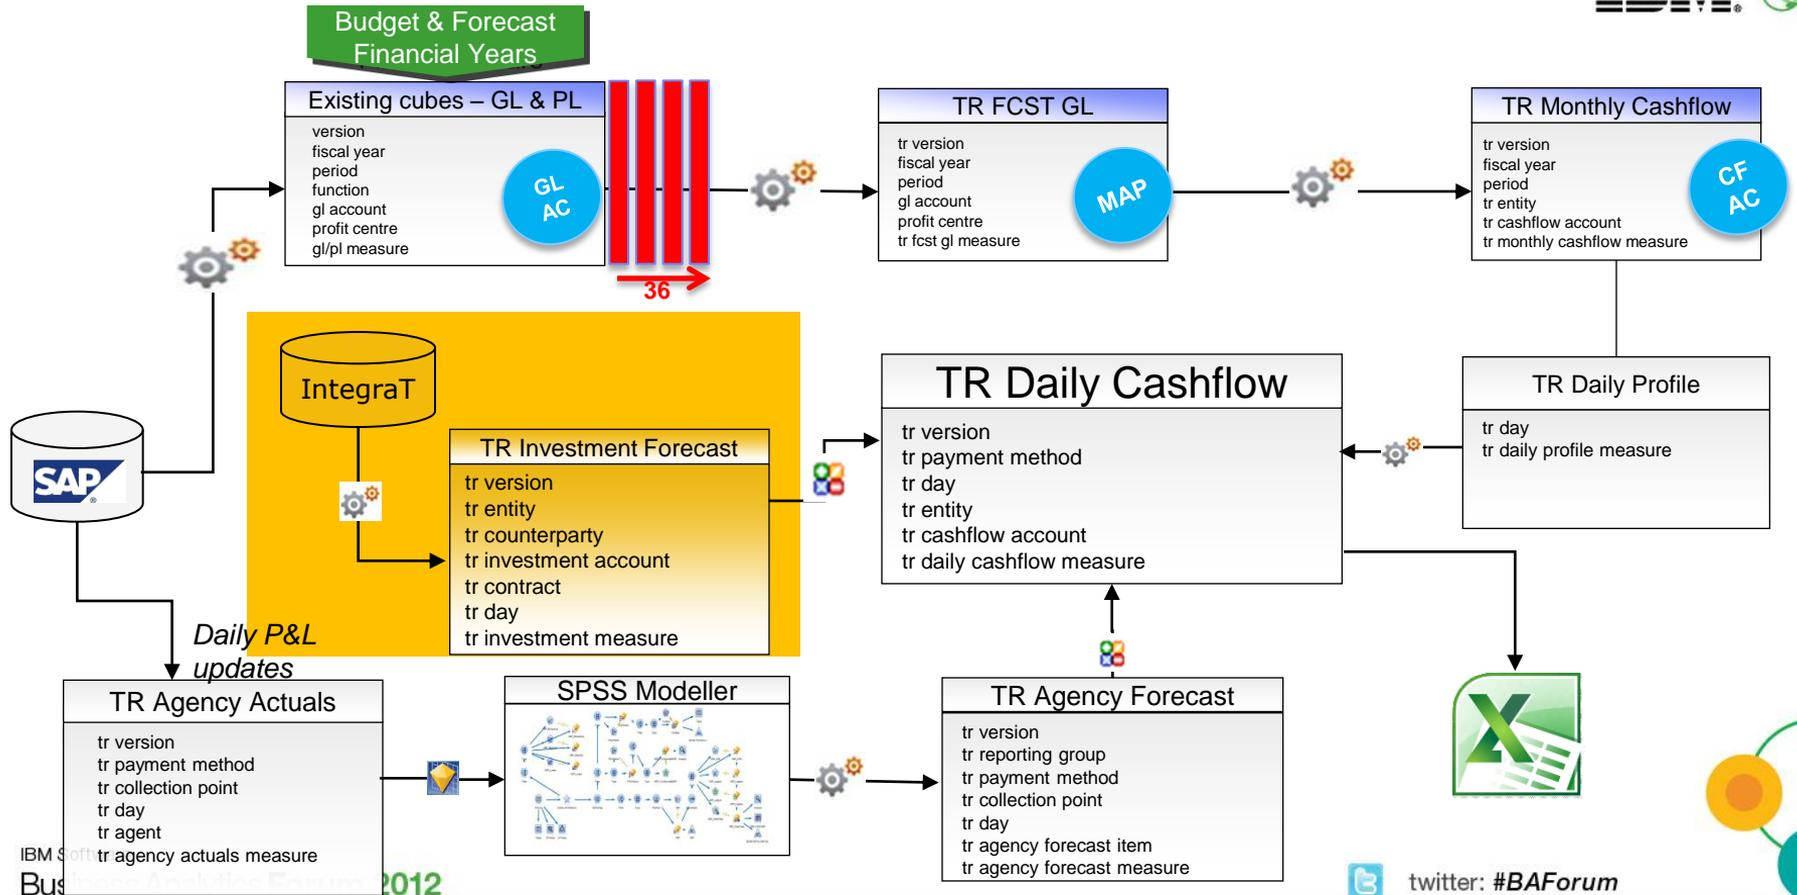 IBM®
Budget & Forecast
Financial Years
Existing cubes – GL & PL
version
fiscal year
period
function
gl account
profit centre
gl/pl measure
GL
AC
36
TR FCST GL
tr version
fiscal year
period
gl account
profit centre
tr fcst gl measure
MAP
TR Monthly Cashflow
tr version
fiscal year
period
tr entity
tr cashflow account
tr monthly cashflow measure
CF
AC
IntegraT
TR Investment Forecast
tr version
tr entity
tr counterparty
tr investment account
tr contract
tr day
tr investment measure
TR Daily Cashflow
tr version
tr payment method
tr day
tr entity
tr cashflow account
tr daily cashflow measure
TR Daily Profile
tr day
tr daily profile measure
SAP®
Daily P&L
updates
TR Agency Actuals
tr version
tr payment method
tr collection point
tr day
tr agent
tr agency actuals measure
SPSS Modeller
TR Agency Forecast
tr version
tr reporting group
tr payment method
tr collection point
tr day
tr agency forecast item
tr agency forecast measure
X
IBM Software
Business Analytics Forum 2012
twitter: #BAForum